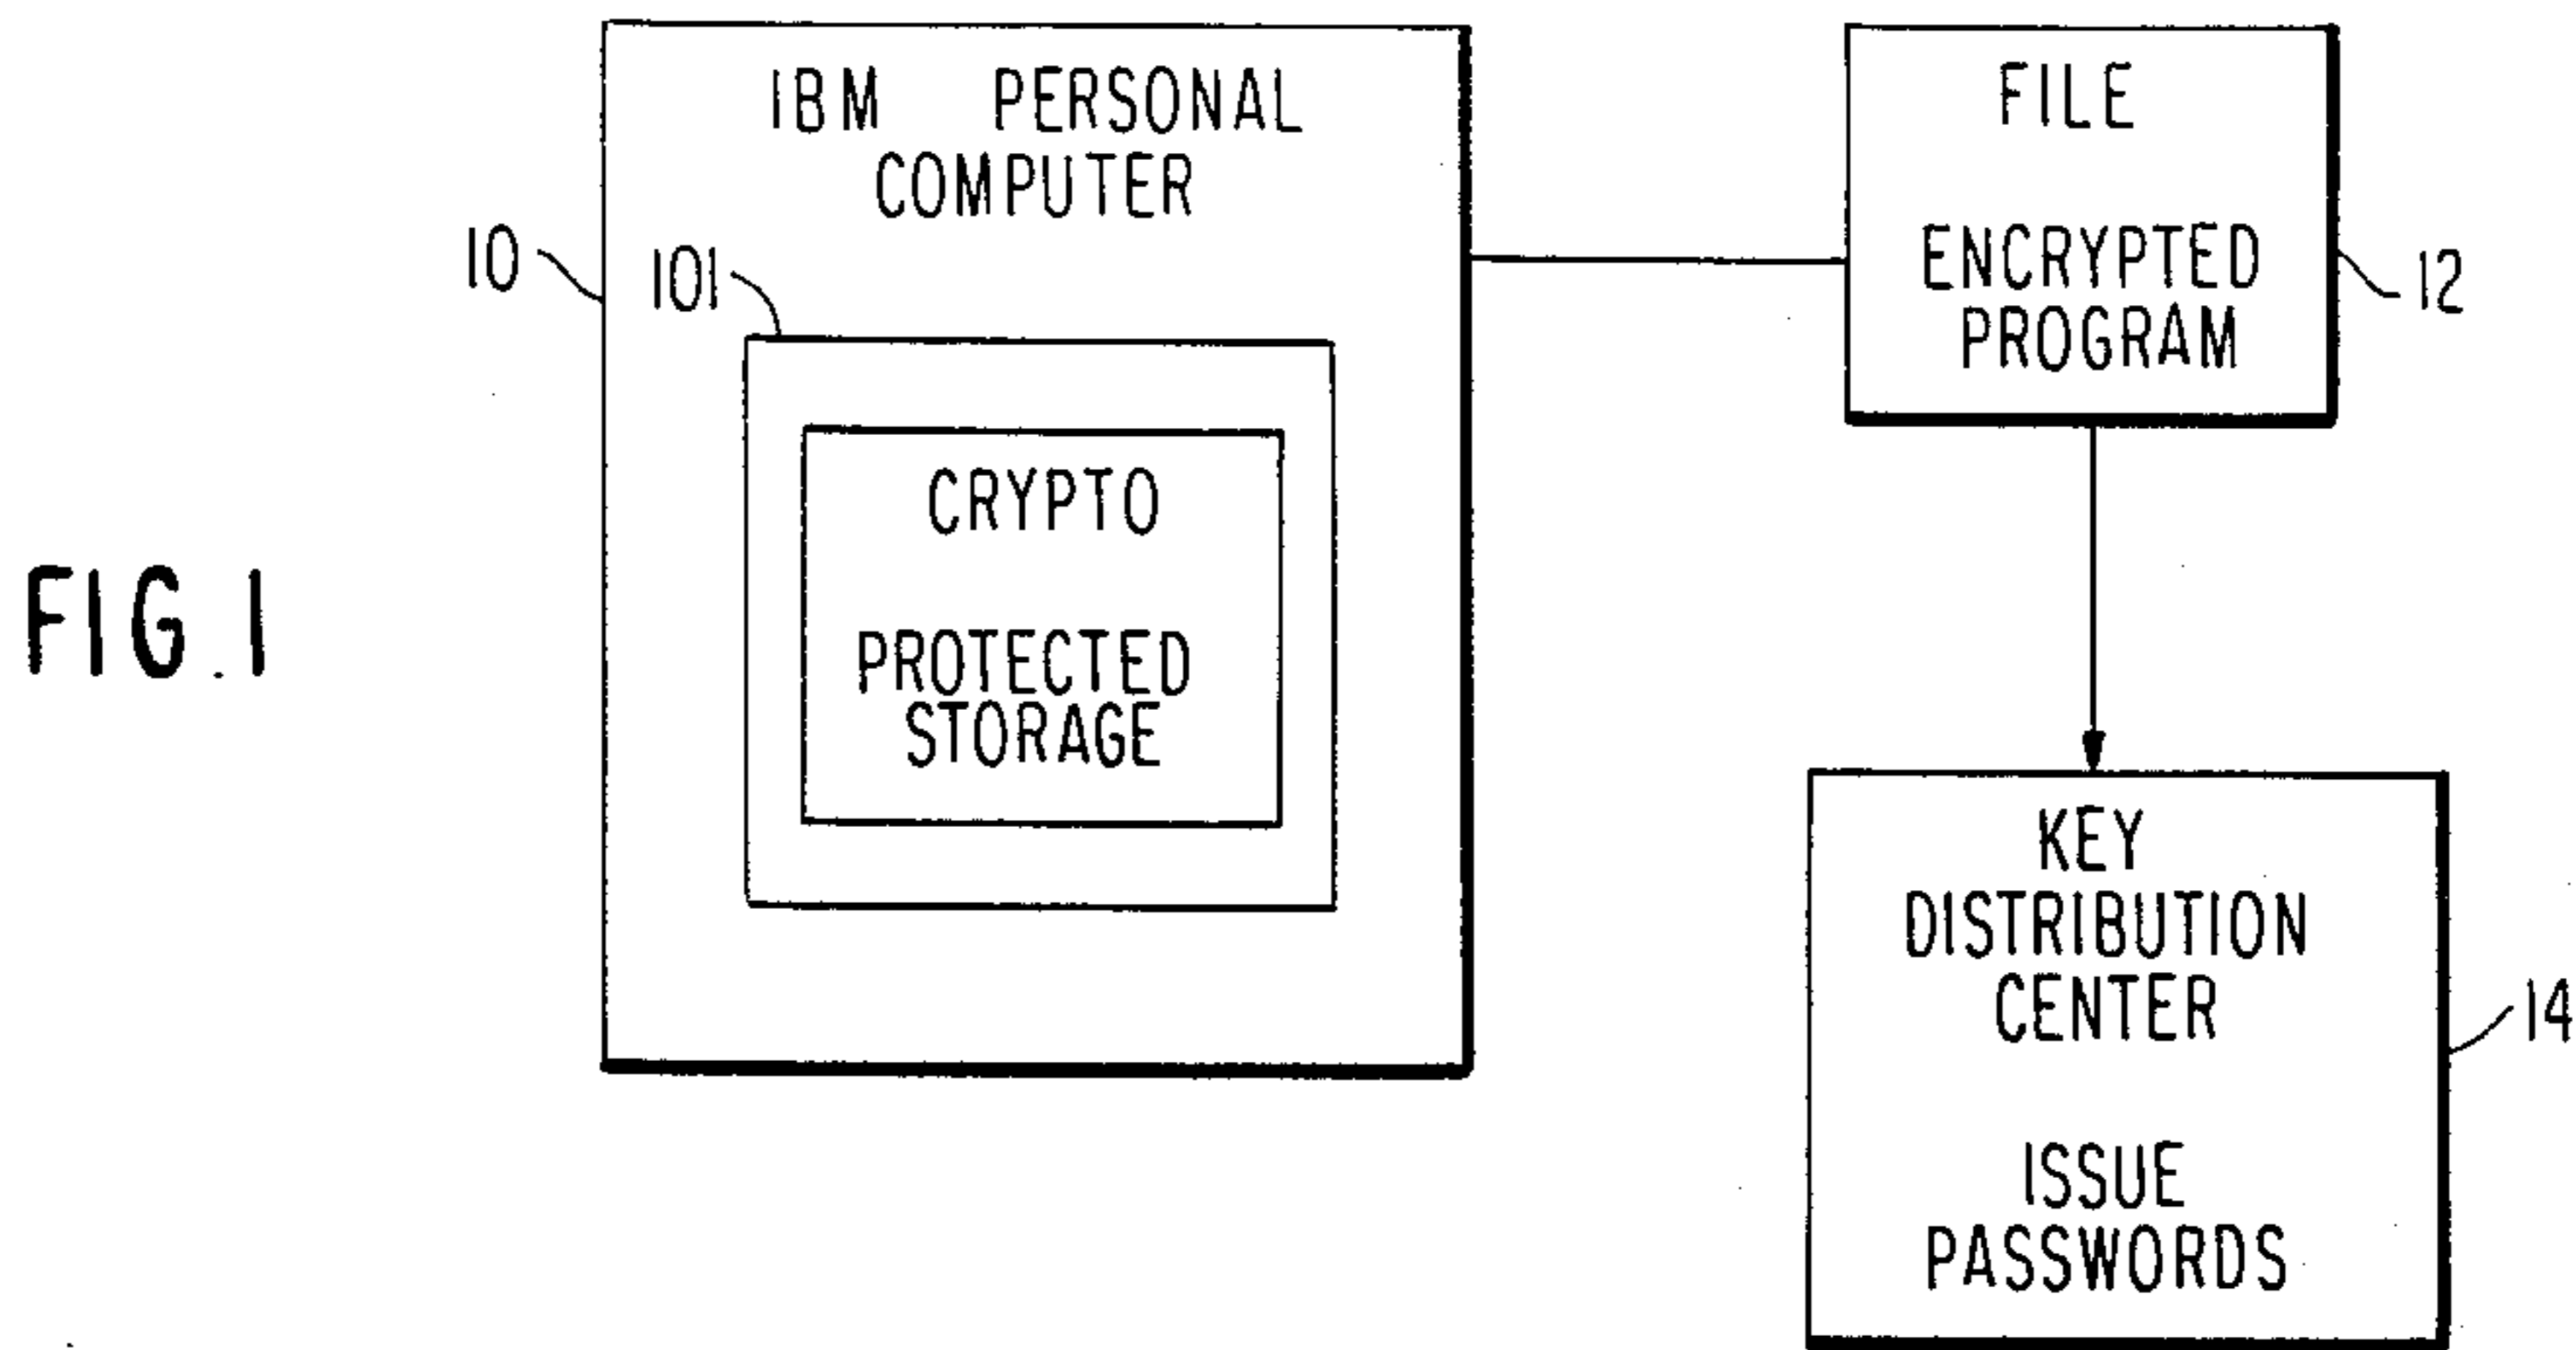 FIG.1
10
101
IBM PERSONAL
COMPUTER
CRYPTO
PROTECTED
STORAGE
FILE
ENCRYPTED
PROGRAM
12
KEY
DISTRIBUTION
CENTER
ISSUE
PASSWORDS
14